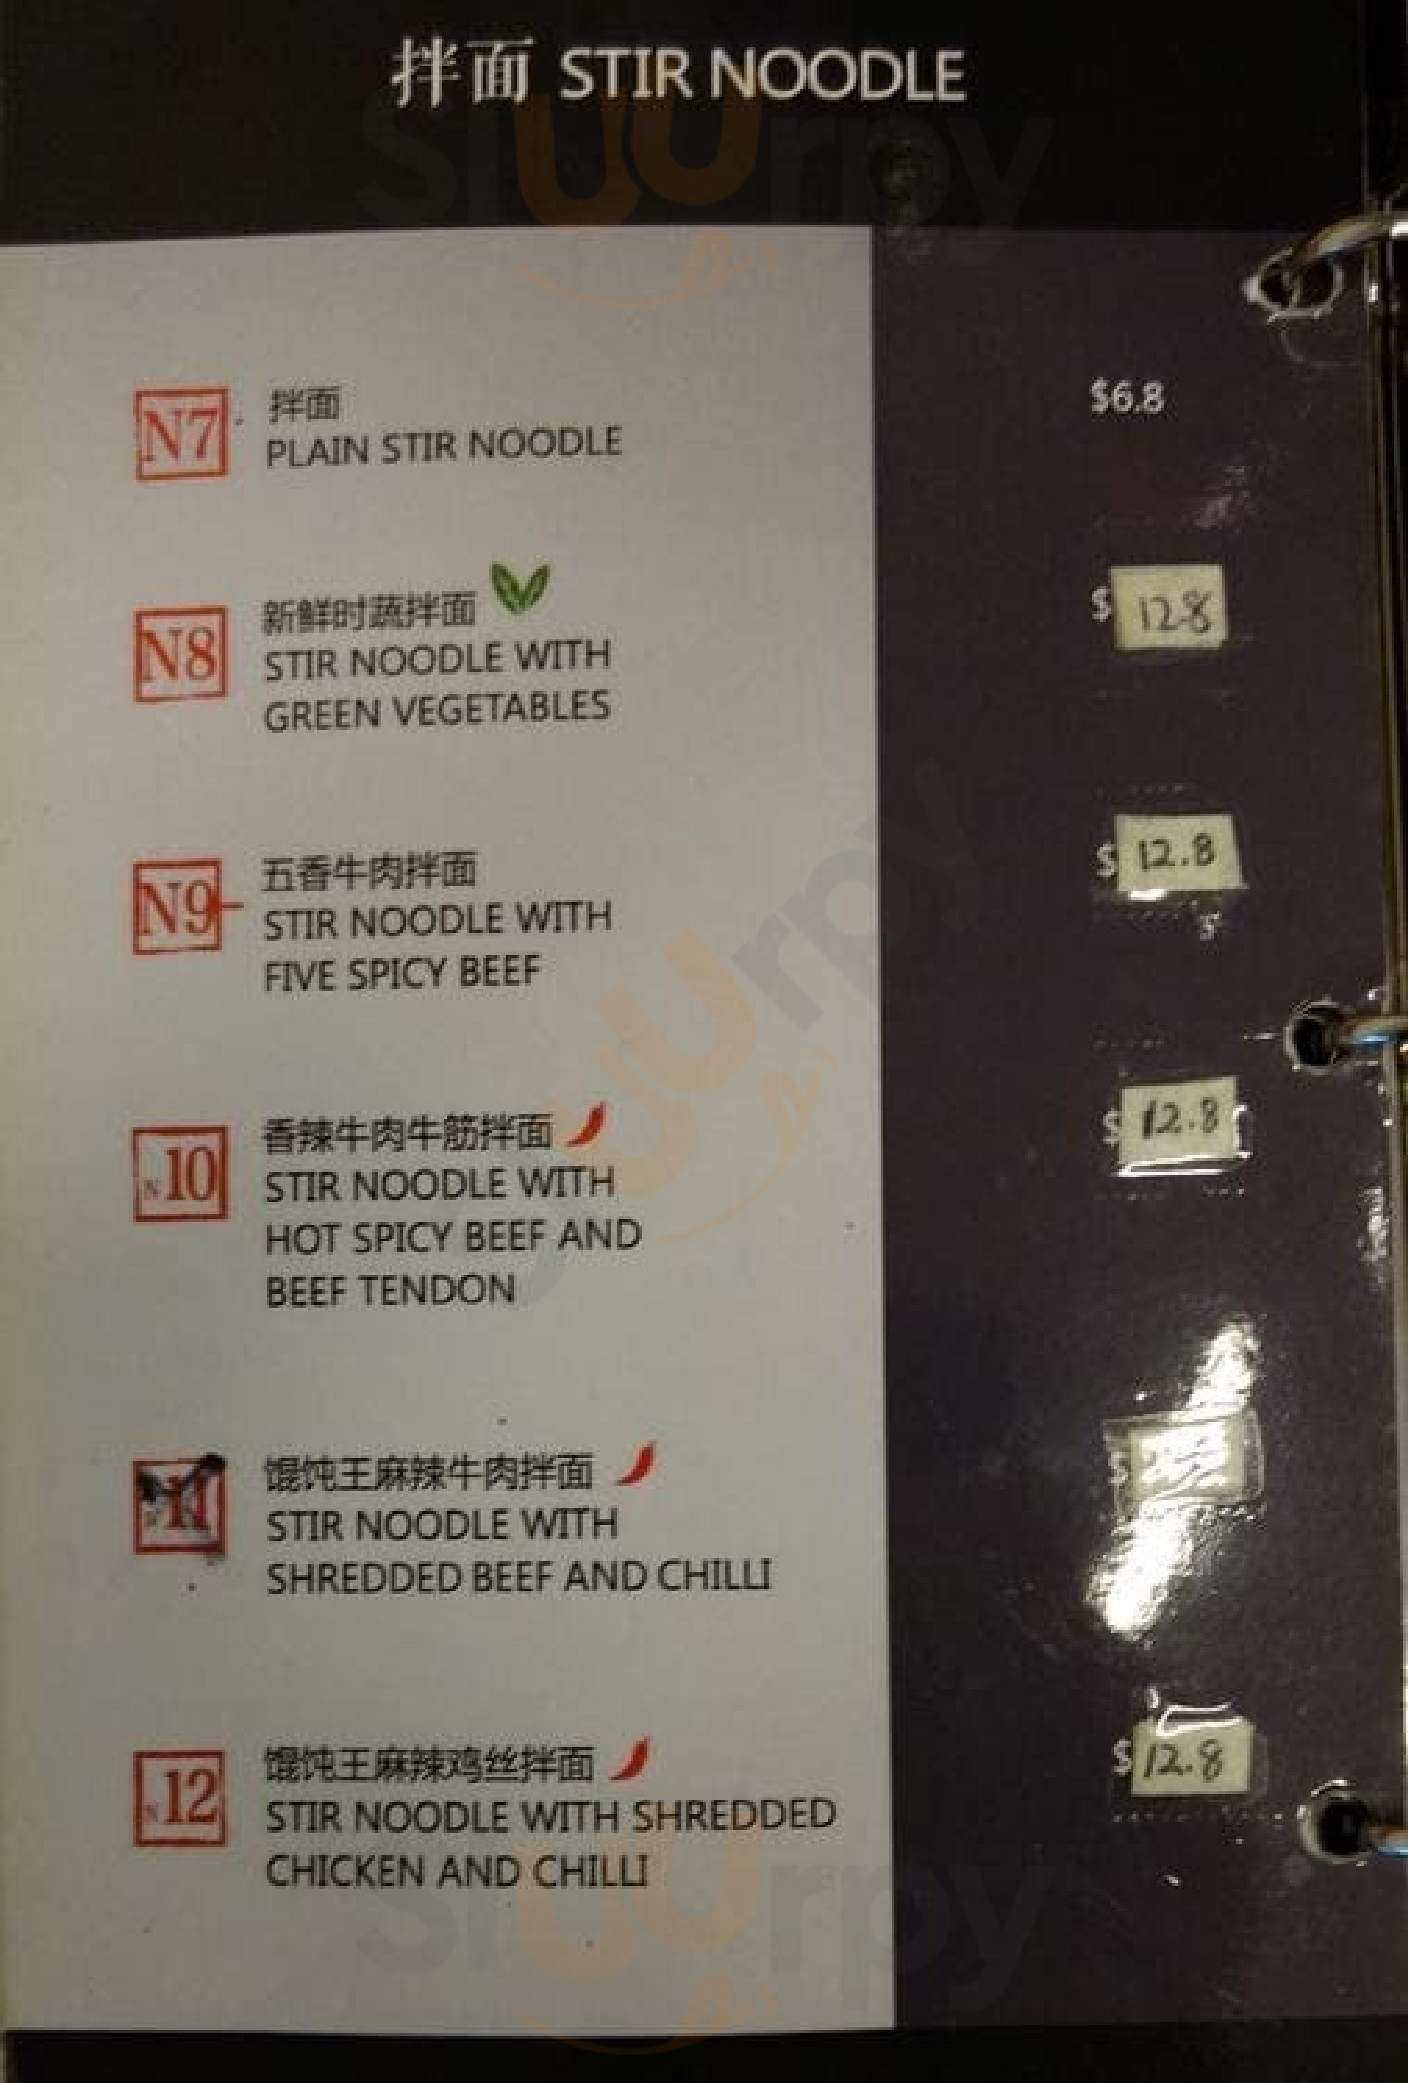 拌面 STIR NOODLE
N7 拌面 $6.8
PLAIN STIR NOODLE
N8 新鲜时蔬拌面 $12.8
STIR NOODLE WITH
GREEN VEGETABLES
N9 五香牛肉拌面 $12.8
STIR NOODLE WITH
FIVE SPICY BEEF
N10 香辣牛肉牛筋拌面 $12.8
STIR NOODLE WITH
HOT SPICY BEEF AND
BEEF TENDON
N11 馄饨王麻辣牛肉拌面 $
STIR NOODLE WITH
SHREDDED BEEF AND CHILLI
N12 馄饨王麻辣鸡丝拌面 $12.8
STIR NOODLE WITH SHREDDED
CHICKEN AND CHILLI
sluurpy
sluurpy
sluurpy